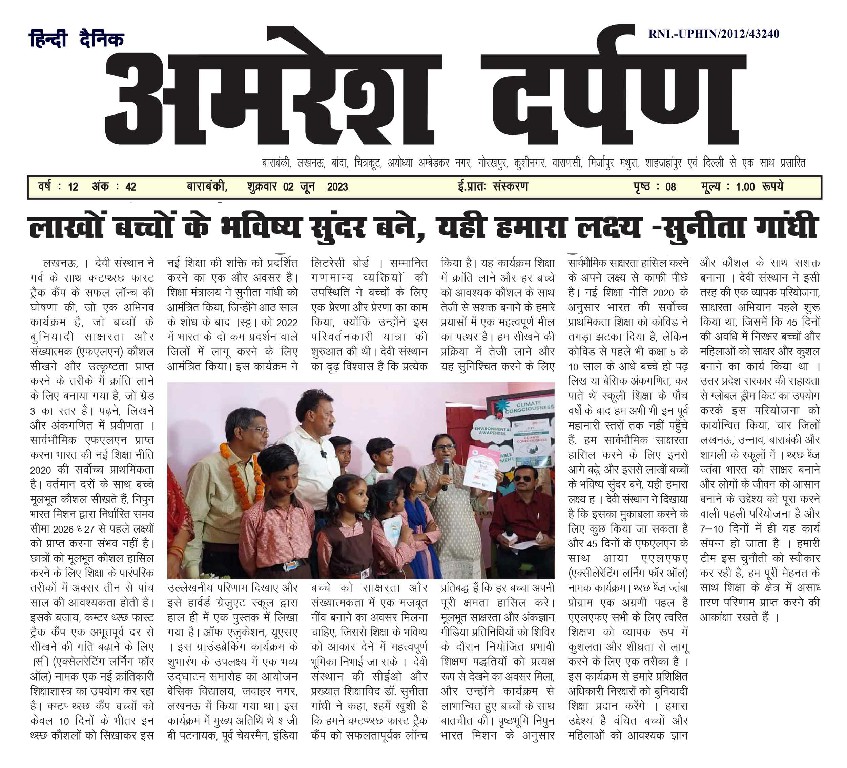 हिन्दी दैनिक
RNI.-UPHIN/2012/43240
अमरेश दर्पण
बाराबंकी, लखनऊ, बांदा, चित्रकूट, अयोध्या अम्बेडकर नगर, गोरखपुर, कुशीनगर, वाराणसी, मिर्जापुर मथुरा, शाहजहांपुर एवं दिल्ली से एक साथ प्रसारित
वर्ष : 12 अंक : 42 बाराबंकी, शुक्रवार 02 जून 2023 ई.प्रातः संस्करण पृष्ठ : 08 मूल्य : 1.00 रूपये
लाखों बच्चों के भविष्य सुंदर बने, यही हमारा लक्ष्य -सुनीता गांधी
लखनऊ, । देवी संस्थान ने
गर्व के साथ कटप्थ्रछ फास्ट
ट्रैक कैंप के सफल लॉन्च की
घोषणा की, जो एक अभिनव
कार्यक्रम है, जो बच्चों के
बुनियादी साक्षरता और
संख्यात्मक (एफएलएन) कौशल
सीखने और उत्कृष्टता प्राप्त
करने के तरीके में क्रांति लाने
के लिए बनाया गया है, जो ग्रेड
3 का स्तर है। पढ़ने, लिखने
और अंकगणित में प्रवीणता ।
सार्वभौमिक एफएलएन प्राप्त
करना भारत की नई शिक्षा नीति
2020 की सर्वोच्च प्राथमिकता
है। वर्तमान दरों के साथ बच्चे
मूलभूत कौशल सीखते हैं, निपुन
भारत मिशन द्वारा निर्धारित समय
सीमा 2026 ध्27 से पहले लक्ष्यों
को प्राप्त करना संभव नहीं है।
छात्रों को मूलभूत कौशल हासिल
करने के लिए शिक्षा के पारंपरिक
तरीकों में अक्सर तीन से पांच
साल की आवश्यकता होती है।
इसके बजाय, कम्टर थ्स्छ फास्ट
ट्रैक कैंप एक अभूतपूर्व दर से
सीखने की गति बढ़ाने के लिए
(एक्सेलरेटिंग लर्निंग फॉर
ऑल) नामक एक नई क्रांतिकारी
शिक्षाशास्त्र का उपयोग कर रहा
है। कप्टप थ्स्छ कैंप बच्चों को
केवल 10 दिनों के भीतर इन
थ्स्छ कौशलों को सिखाकर इस
नई शिक्षा की शक्ति को प्रदर्शित
करने का एक और अवसर है।
शिक्षा मंत्रालय ने सुनीता गांधी को
आमंत्रित किया, जिन्होंने आठ साल
के शोध के बाद को 2022
में भारत के दो कम प्रदर्शन वाले
जिलों में लागू करने के लिए
आमंत्रित किया। इस कार्यक्रम ने
उल्लेखनीय परिणाम दिखाए और
इसे हार्वर्ड ग्रेजुएट स्कूल द्वारा
हाल ही में एक पुस्तक में लिखा
गया है। ऑफ एजुकेशन, यूएसए
। इस ग्राउंडब्रेकिंग कार्यक्रम के
शुभारंभ के उपलक्ष्य में एक भव्य
उद्घाटन समारोह का आयोजन
बेसिक विद्यालय, जवाहर नगर,
लखनऊ में किया गया था। इस
कार्यक्रम में मुख्य अतिथि थे श जी
बी पटनायक, पूर्व चेयरमैन, इंडिया
लिटरेसी बोर्ड । सम्मानित
गणमान्य व्यक्तियों की
उपस्थिति ने बच्चों के लिए
एक प्रेरणा और प्रेरणा का काम
किया, क्योंकि उन्होंने इस
परिवर्तनकारी यात्रा की
शुरुआत की थी। देवी संस्थान
का दृढ़ विश्वास है कि प्रत्येक
बच्चे को साक्षरता और
संख्यात्मकता में एक मजबूत
नींव बनाने का अवसर मिलना
चाहिए, जिससे शिक्षा के भविष्य
को आकार देने में महत्वपूर्ण
भूमिका निभाई जा सके । देवी
संस्थान की सीईओ और
प्रख्यात शिक्षाविद डॉ. सुनीता
गांधी ने कहा, श्हमें खुशी है
कि हमने कप्टप्थ्स्छ फास्ट ट्रैक
कैंप को सफलतापूर्वक लॉन्च
किया है। यह कार्यक्रम शिक्षा
में क्रांति लाने और हर बच्चे
को आवश्यक कौशल के साथ
तेजी से सशक्त बनाने के हमारे
प्रयासों में एक महत्वपूर्ण मील
का पत्थर है। हम सीखने की
प्रक्रिया में तेजी लाने और
यह सुनिश्चित करने के लिए
प्रतिबद्ध हैं कि हर बच्चा अपनी
पूरी क्षमता हासिल करे।
मूलभूत साक्षरता और अंकज्ञान
मीडिया प्रतिनिधियों को शिविर
के दौरान नियोजित प्रभावी
शिक्षण पद्धतियों को प्रत्यक्ष
रूप से देखने का अवसर मिला,
और उन्होंने कार्यक्रम से
लाभान्वित हुए बच्चों के साथ
बातचीत की। पृष्ठभूमि निपुन
भारत मिशन के अनुसार
सार्वभौमिक साक्षरता हासिल करने
के अपने लक्ष्य से काफी पीछे
है। नई शिक्षा नीति 2020 के
अनुसार भारत की सर्वोच्च
प्राथमिकता शिक्षा को कोविड ने
तगड़ा झटका दिया है, लेकिन
कोविड से पहले भी कक्षा 5 के
10 साल के आधे बच्चे हो पढ़
लिख या बेसिक अंकगणित, कर
पाते थे स्कूली शिक्षा के पाँच
वर्षों के बाद हम अभी भी इन पूर्व
महानारी स्तरों तक नहीं पहुँचे
हैं, हम सार्वभौमिक साक्षरता
हासिल करने के लिए इनसे
आगे बढ़े और इससे लाखों बच्चों
के भविष्य सुंदर बने, यही हमारा
लक्ष्य ह । देवी संस्थान ने दिखाया
है कि इसका मुकाबला करने के
लिए कुछ किया जा सकता है
और 45 दिनों के एफएलएन के
साथ आया एएलएफए
(एक्सीलेरेटिंग लर्निंग फॉर ऑल)
नामक कार्यक्रम।
प्रोग्राम एक अग्रणी पहल है
एएलएफए सभी के लिए त्वरित
शिक्षण को व्यापक रूप में
कुशलता और शीघ्रता से लागू
करने के लिए एक तरीका है ।
इस कार्यक्रम से हमारे प्रशिक्षित
अधिकारी निरक्षरों को बुनियादी
शिक्षा प्रदान करेंगे । हमारा
उद्देश्य है वंचित बच्चों और
महिलाओं को आवश्यक ज्ञान
और कौशल के साथ सशक्त
बनाना । देवी संस्थान ने इसी
तरह की एक व्यापक परियोजना,
साक्षरता अभियान पहले शुरू
किया था, जिसमें कि 45 दिनों
की अवधि में निरक्षर बच्चों और
महिलाओं को साक्षर और कुशल
बनाने का कार्य किया था ।
उत्तर प्रदेश सरकार की सहायता
से ग्लोबल ड्रीम किट का उपयोग
करके इस परियोजना को
कार्यान्वित किया, चार जिलों
लखनऊ, उन्नाव, बाराबंकी और
शामली के स्कूलों में ।
भारत को साक्षर बनाने
और लोगों के जीवन को आसान
बनाने के उद्देश्य को पूरा करने
वाली पहली परियोजना है और
7–10 दिनों में ही यह कार्य
संपन्न हो जाता है । हमारी
टीम इस चुनौती को स्वीकार
कर रही है, हम पूरी मेहनत के
साथ शिक्षा के क्षेत्र में असाध
ारण परिणाम प्राप्त करने की
आकांक्षा रखते हैं ।
CLIMATE
CONSCIOUSNESS
ENVIRONMENTAL
AWARENESS